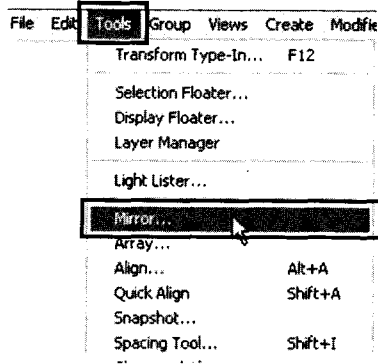 File Edit Tools Group Views Create Modifie
Transform Type-In... F12
Selection Floater...
Display Floater...
Layer Manager
Light Lister...
Mirror...
Array...
Align... Alt+A
Quick Align Shift+A
Snapshot...
Spacing Tool... Shift+I